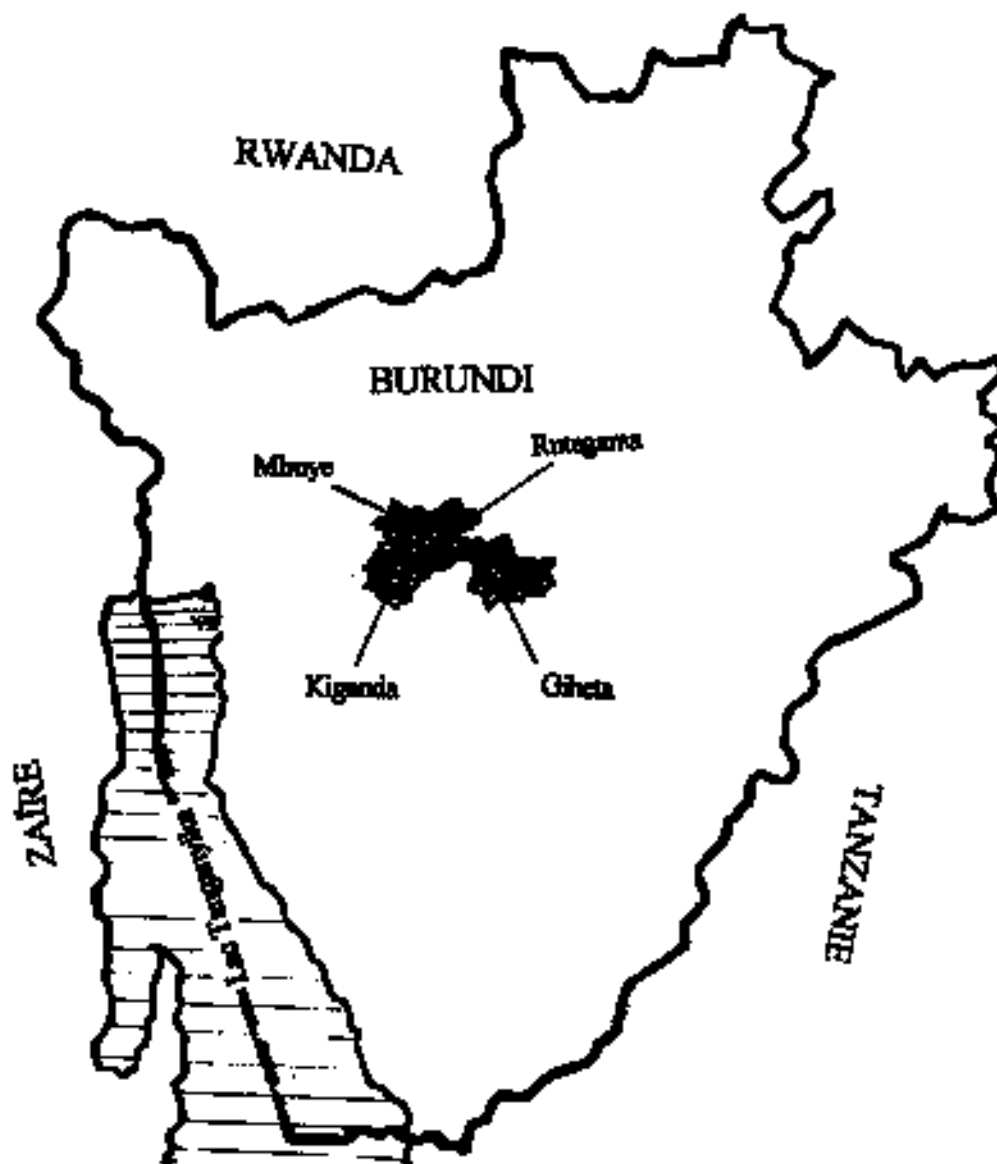 RWANDA
BURUNDI
Mbuye
Rutegama
Kiganda
Giheta
ZAÏRE
Lac Tanganyika
TANZANIE